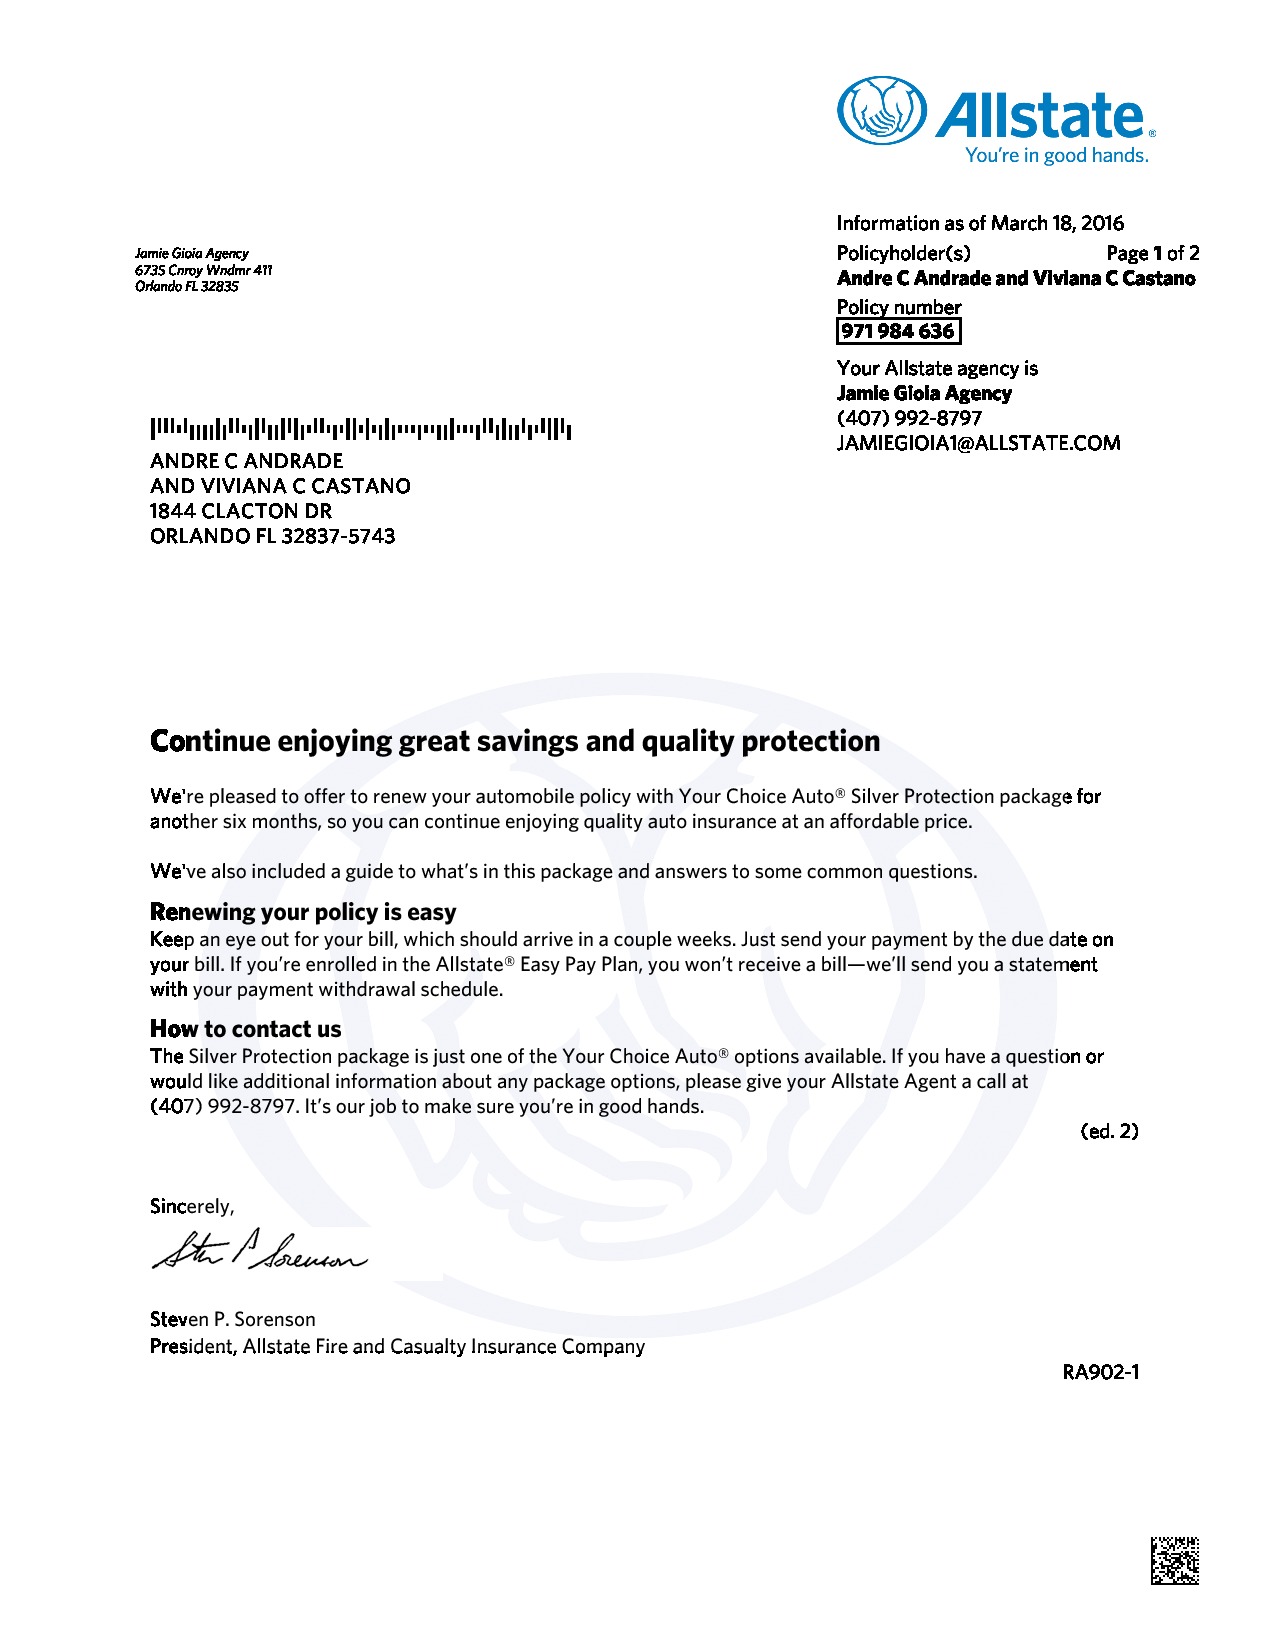 Allstate®
You're in good hands.
Jamie Gioia Agency
6735 Cnroy Wndmr 411
Orlando FL 32835
Information as of March 18, 2016
Policyholder(s) Page 1 of 2
Andre C Andrade and Viviana C Castano
Policy number
971 984 636
Your Allstate agency is
Jamie Gioia Agency
(407) 992-8797
JAMIEGIOIA1@ALLSTATE.COM
ANDRE C ANDRADE
AND VIVIANA C CASTANO
1844 CLACTON DR
ORLANDO FL 32837-5743
Continue enjoying great savings and quality protection
We're pleased to offer to renew your automobile policy with Your Choice Auto® Silver Protection package for
another six months, so you can continue enjoying quality auto insurance at an affordable price.
We've also included a guide to what's in this package and answers to some common questions.
Renewing your policy is easy
Keep an eye out for your bill, which should arrive in a couple weeks. Just send your payment by the due date on
your bill. If you're enrolled in the Allstate® Easy Pay Plan, you won't receive a bill—we'll send you a statement
with your payment withdrawal schedule.
How to contact us
The Silver Protection package is just one of the Your Choice Auto® options available. If you have a question or
would like additional information about any package options, please give your Allstate Agent a call at
(407) 992-8797. It's our job to make sure you're in good hands.
(ed. 2)
Sincerely,
Steven P Sorenson
Steven P. Sorenson
President, Allstate Fire and Casualty Insurance Company
RA902-1